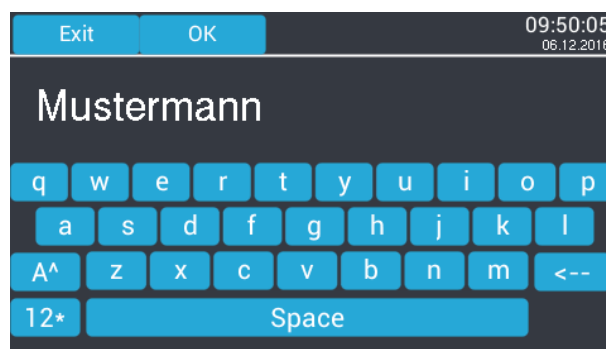 Exit OK 09:50:05
06.12.2016
Mustermann
q w e r t y u i o p
a s d f g h j k l
A^ z x c v b n m <--
12* Space